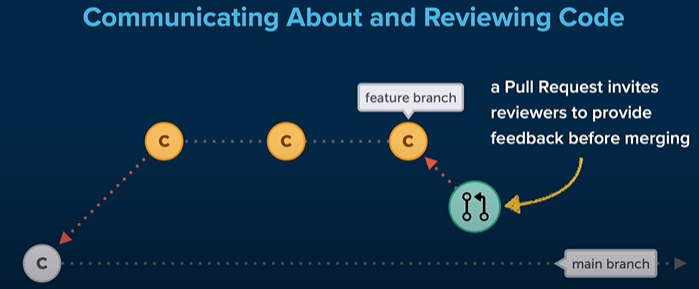 Communicating About and Reviewing Code
a Pull Request invites
reviewers to provide
feedback before merging
feature branch
C
C
C
C
main branch